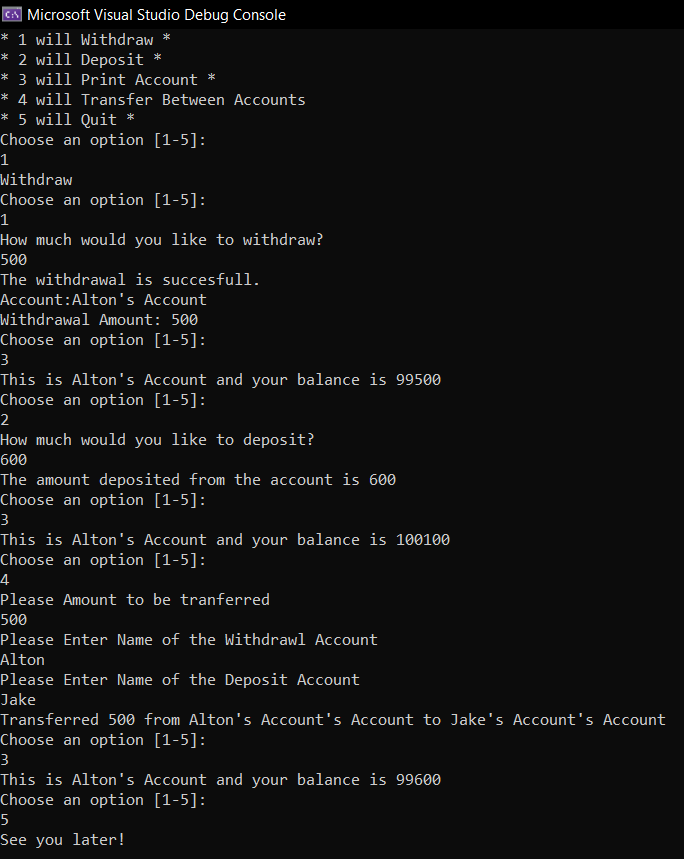 Microsoft Visual Studio Debug Console
* 1 will Withdraw *
* 2 will Deposit *
* 3 will Print Account *
* 4 will Transfer Between Accounts
* 5 will Quit *
Choose an option [1-5]:
1
Withdraw
Choose an option [1-5]:
1
How much would you like to withdraw?
500
The withdrawal is succesfull.
Account:Alton's Account
Withdrawal Amount: 500
Choose an option [1-5]:
3
This is Alton's Account and your balance is 99500
Choose an option [1-5]:
2
How much would you like to deposit?
600
The amount deposited from the account is 600
Choose an option [1-5]:
3
This is Alton's Account and your balance is 100100
Choose an option [1-5]:
4
Please Amount to be tranferred
500
Please Enter Name of the Withdrawl Account
Alton
Please Enter Name of the Deposit Account
Jake
Transferred 500 from Alton's Account's Account to Jake's Account's Account
Choose an option [1-5]:
3
This is Alton's Account and your balance is 99600
Choose an option [1-5]:
5
See you later!